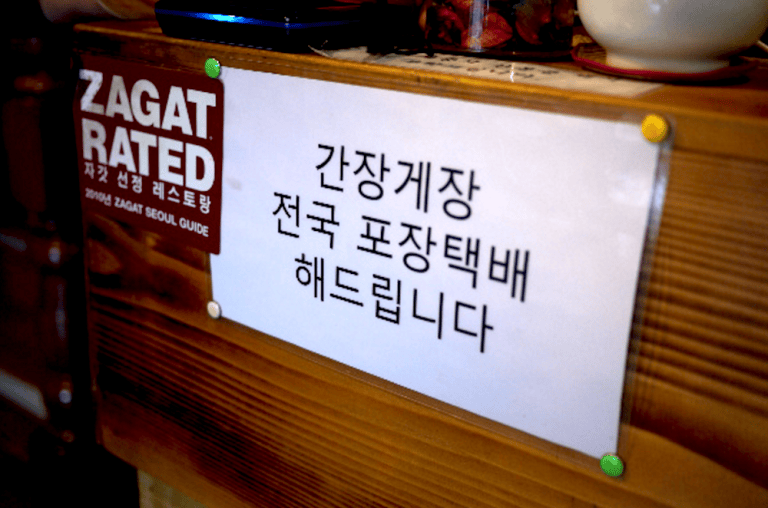 ZAGAT
RATED
자갓 선정 레스토랑
2010년 ZAGAT SEOUL GUIDE
간장게장
전국 포장택배
해드립니다